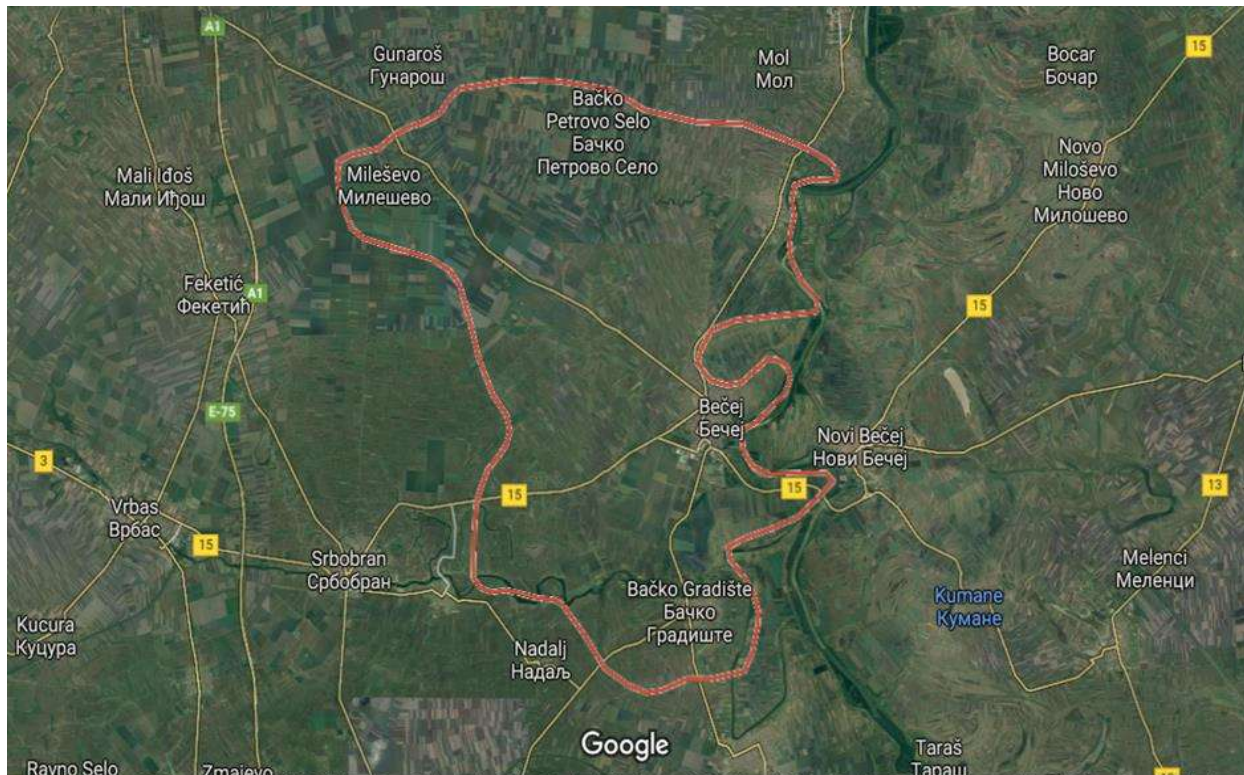 A1
Gunaroš
Гунарош
Mol
Мол
15
Bocar
Бочар
Bačko
Petrovo Selo
Бачко
Петрово Село
Novo
Miloševo
Ново
Милошево
Mali Iđoš
Мали Иђош
Mileševo
Милешево
Feketić
Фекетић
A1
15
E-75
Bečej
Бечеј
Novi Bečej
Нови Бечеј
3
15
15
13
Vrbas
Врбас
15
Srbobran
Србобран
Melenci
Меленци
Bačko Gradište
Бачко
Градиште
Kumane
Кумане
Kucura
Куцура
Nadalj
Надаљ
Google
Taraš
Тараш
Ravno Selo
Zmajevo